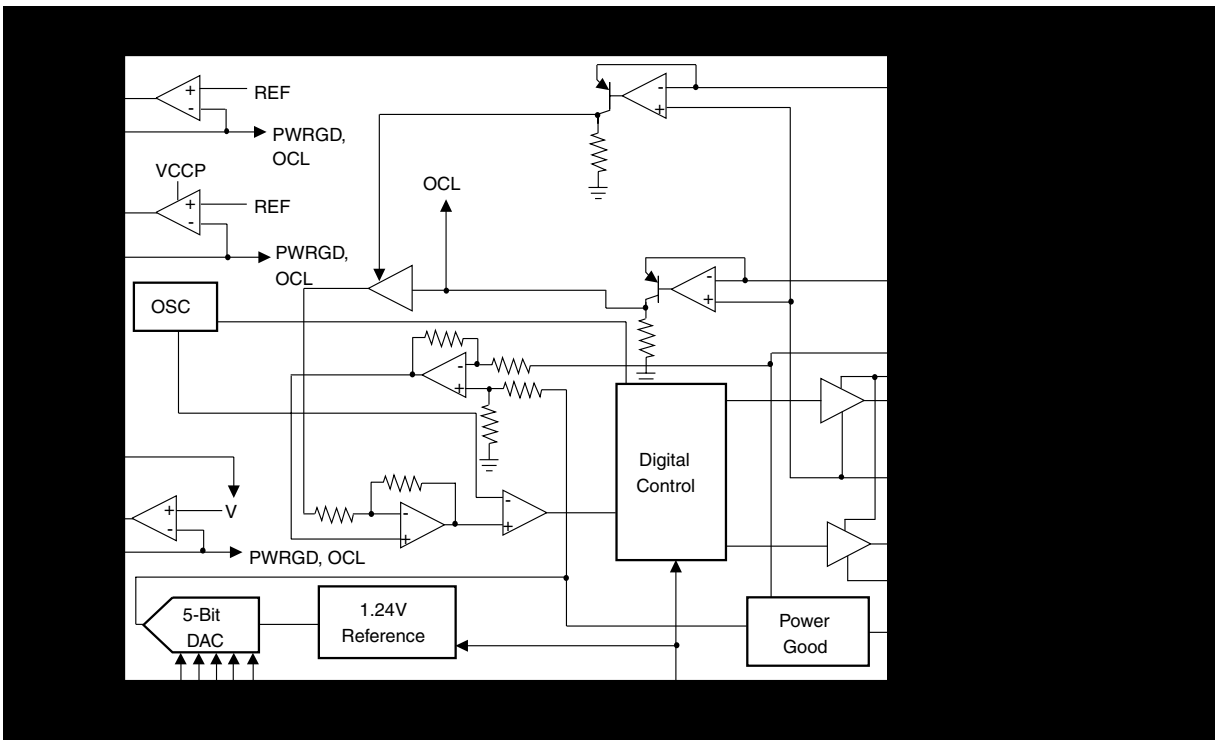 +
-
REF
PWRGD,
OCL
VCCP
+
-
REF
PWRGD,
OCL
OCL
-
+
-
+
OSC
-
+
Digital
Control
-
+
-
+
+
-
V
PWRGD, OCL
5-Bit
DAC
1.24V
Reference
Power
Good